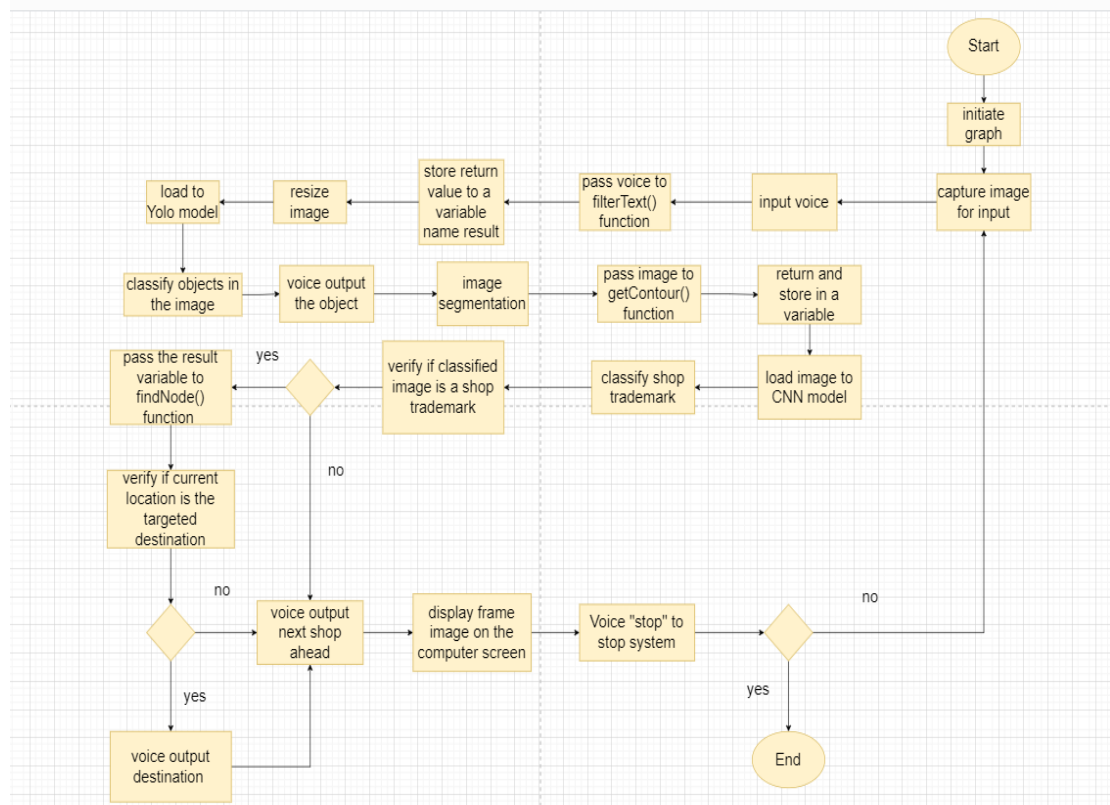 Start
initiate
graph
capture image
for input
input voice
pass voice to
filterText()
function
store return
value to a
variable
name result
resize
image
load to
Yolo model
classify objects in
the image
voice output
the object
image
segmentation
pass image to
getContour()
function
return and
store in a
variable
load image to
CNN model
classify shop
trademark
verify if classified
image is a shop
trademark
yes
no
pass the result
variable to
findNode()
function
verify if current
location is the
targeted
destination
no
yes
voice output
destination
voice output
next shop
ahead
display frame
image on the
computer screen
Voice "stop" to
stop system
no
yes
End